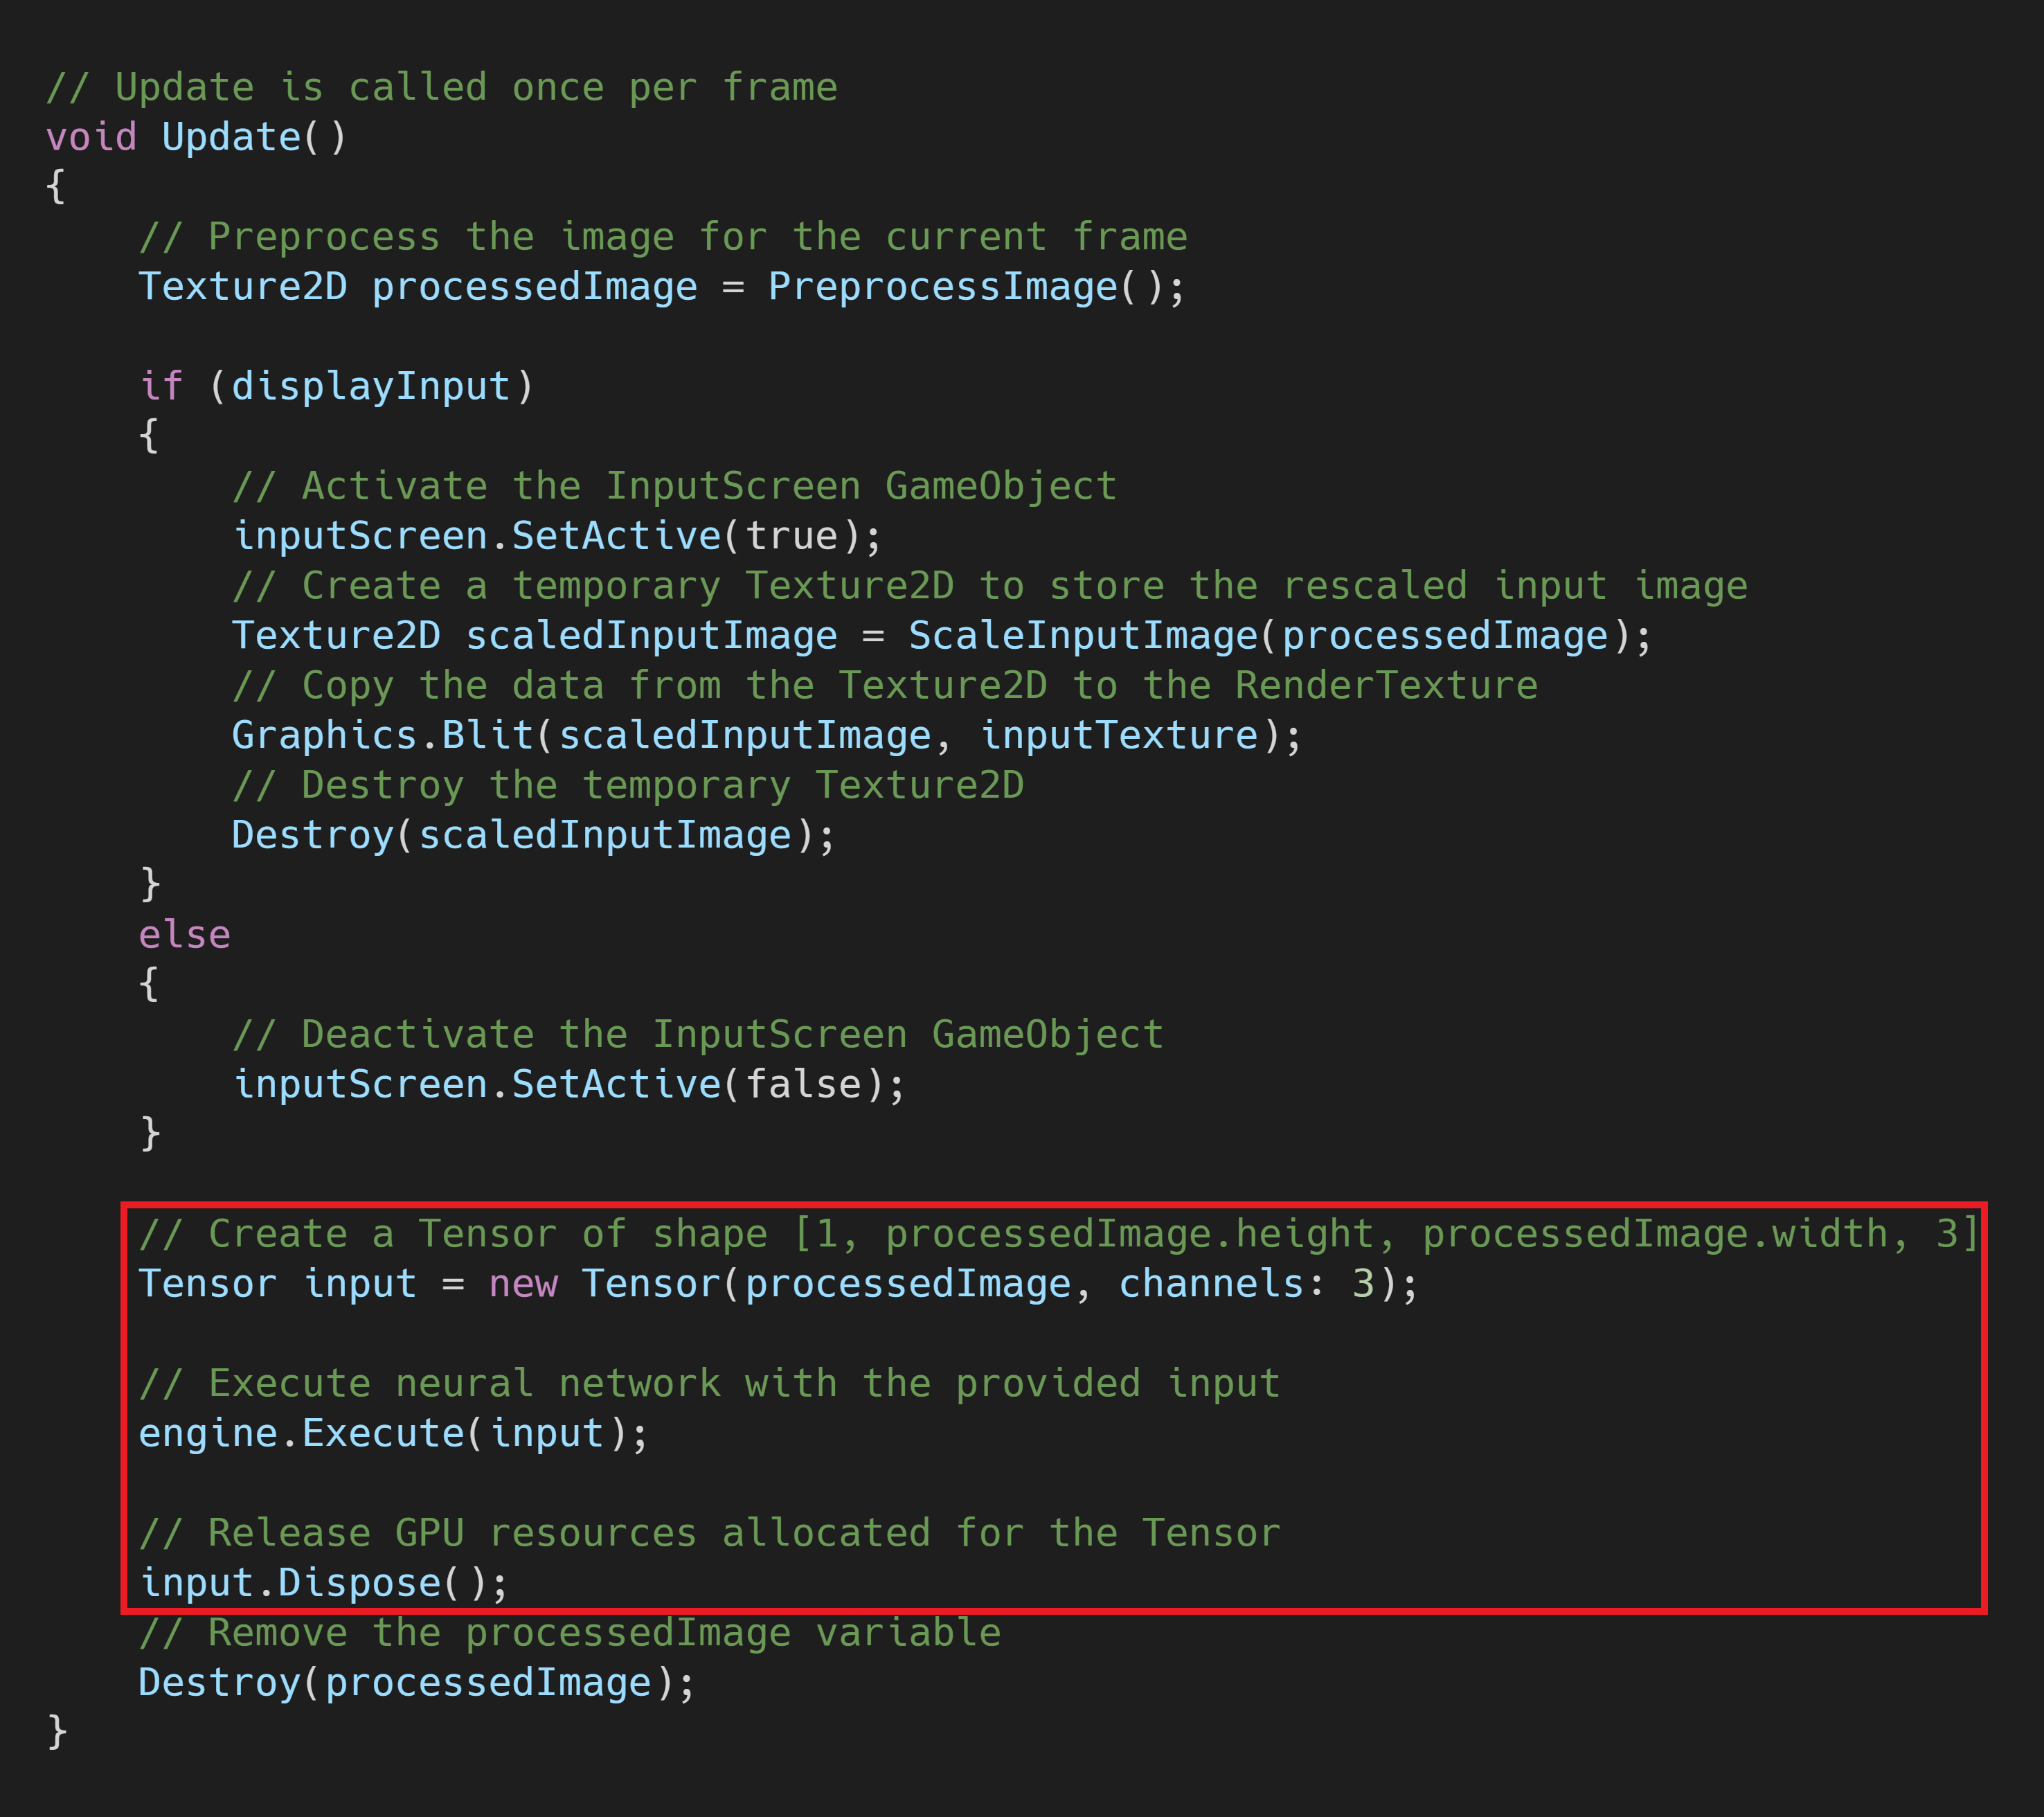 // Update is called once per frame
void Update()
{
    // Preprocess the image for the current frame
    Texture2D processedImage = PreprocessImage();

    if (displayInput)
    {
        // Activate the InputScreen GameObject
        inputScreen.SetActive(true);
        // Create a temporary Texture2D to store the rescaled input image
        Texture2D scaledInputImage = ScaleInputImage(processedImage);
        // Copy the data from the Texture2D to the RenderTexture
        Graphics.Blit(scaledInputImage, inputTexture);
        // Destroy the temporary Texture2D
        Destroy(scaledInputImage);
    }
    else
    {
        // Deactivate the InputScreen GameObject
        inputScreen.SetActive(false);
    }

    // Create a Tensor of shape [1, processedImage.height, processedImage.width, 3]
    Tensor input = new Tensor(processedImage, channels: 3);

    // Execute neural network with the provided input
    engine.Execute(input);

    // Release GPU resources allocated for the Tensor
    input.Dispose();
    // Remove the processedImage variable
    Destroy(processedImage);
}